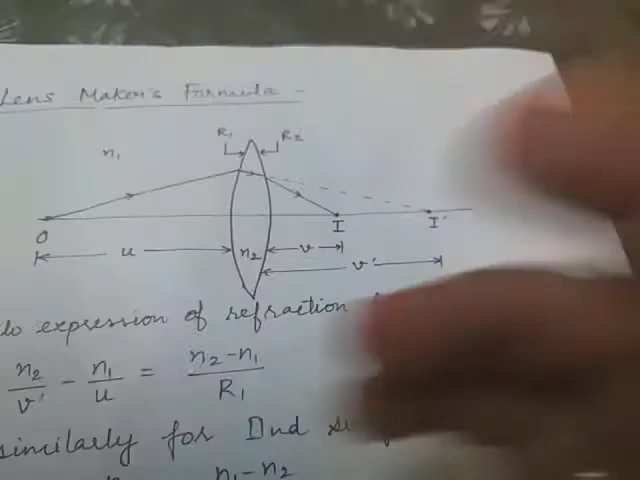 Lens Maker's Formula -
R₁ R₂
n₁
O I I'
u n₂ v
v'
expression of refraction
n₂/v' - n₁/u = n₂-n₁/R₁
similarly for IInd
n₁-n₂